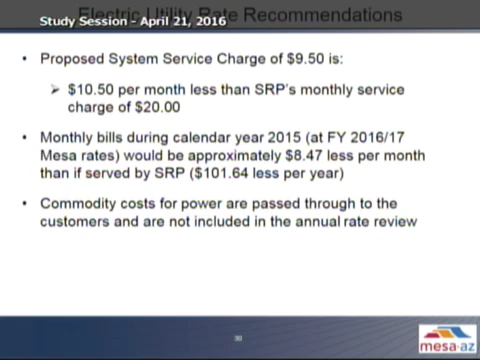 Electric Utility Rate Recommendations
Study Session - April 21, 2016
• Proposed System Service Charge of $9.50 is:
➢ $10.50 per month less than SRP's monthly service
charge of $20.00
• Monthly bills during calendar year 2015 (at FY 2016/17
Mesa rates) would be approximately $8.47 less per month
than if served by SRP ($101.64 less per year)
• Commodity costs for power are passed through to the
customers and are not included in the annual rate review
mesa·az